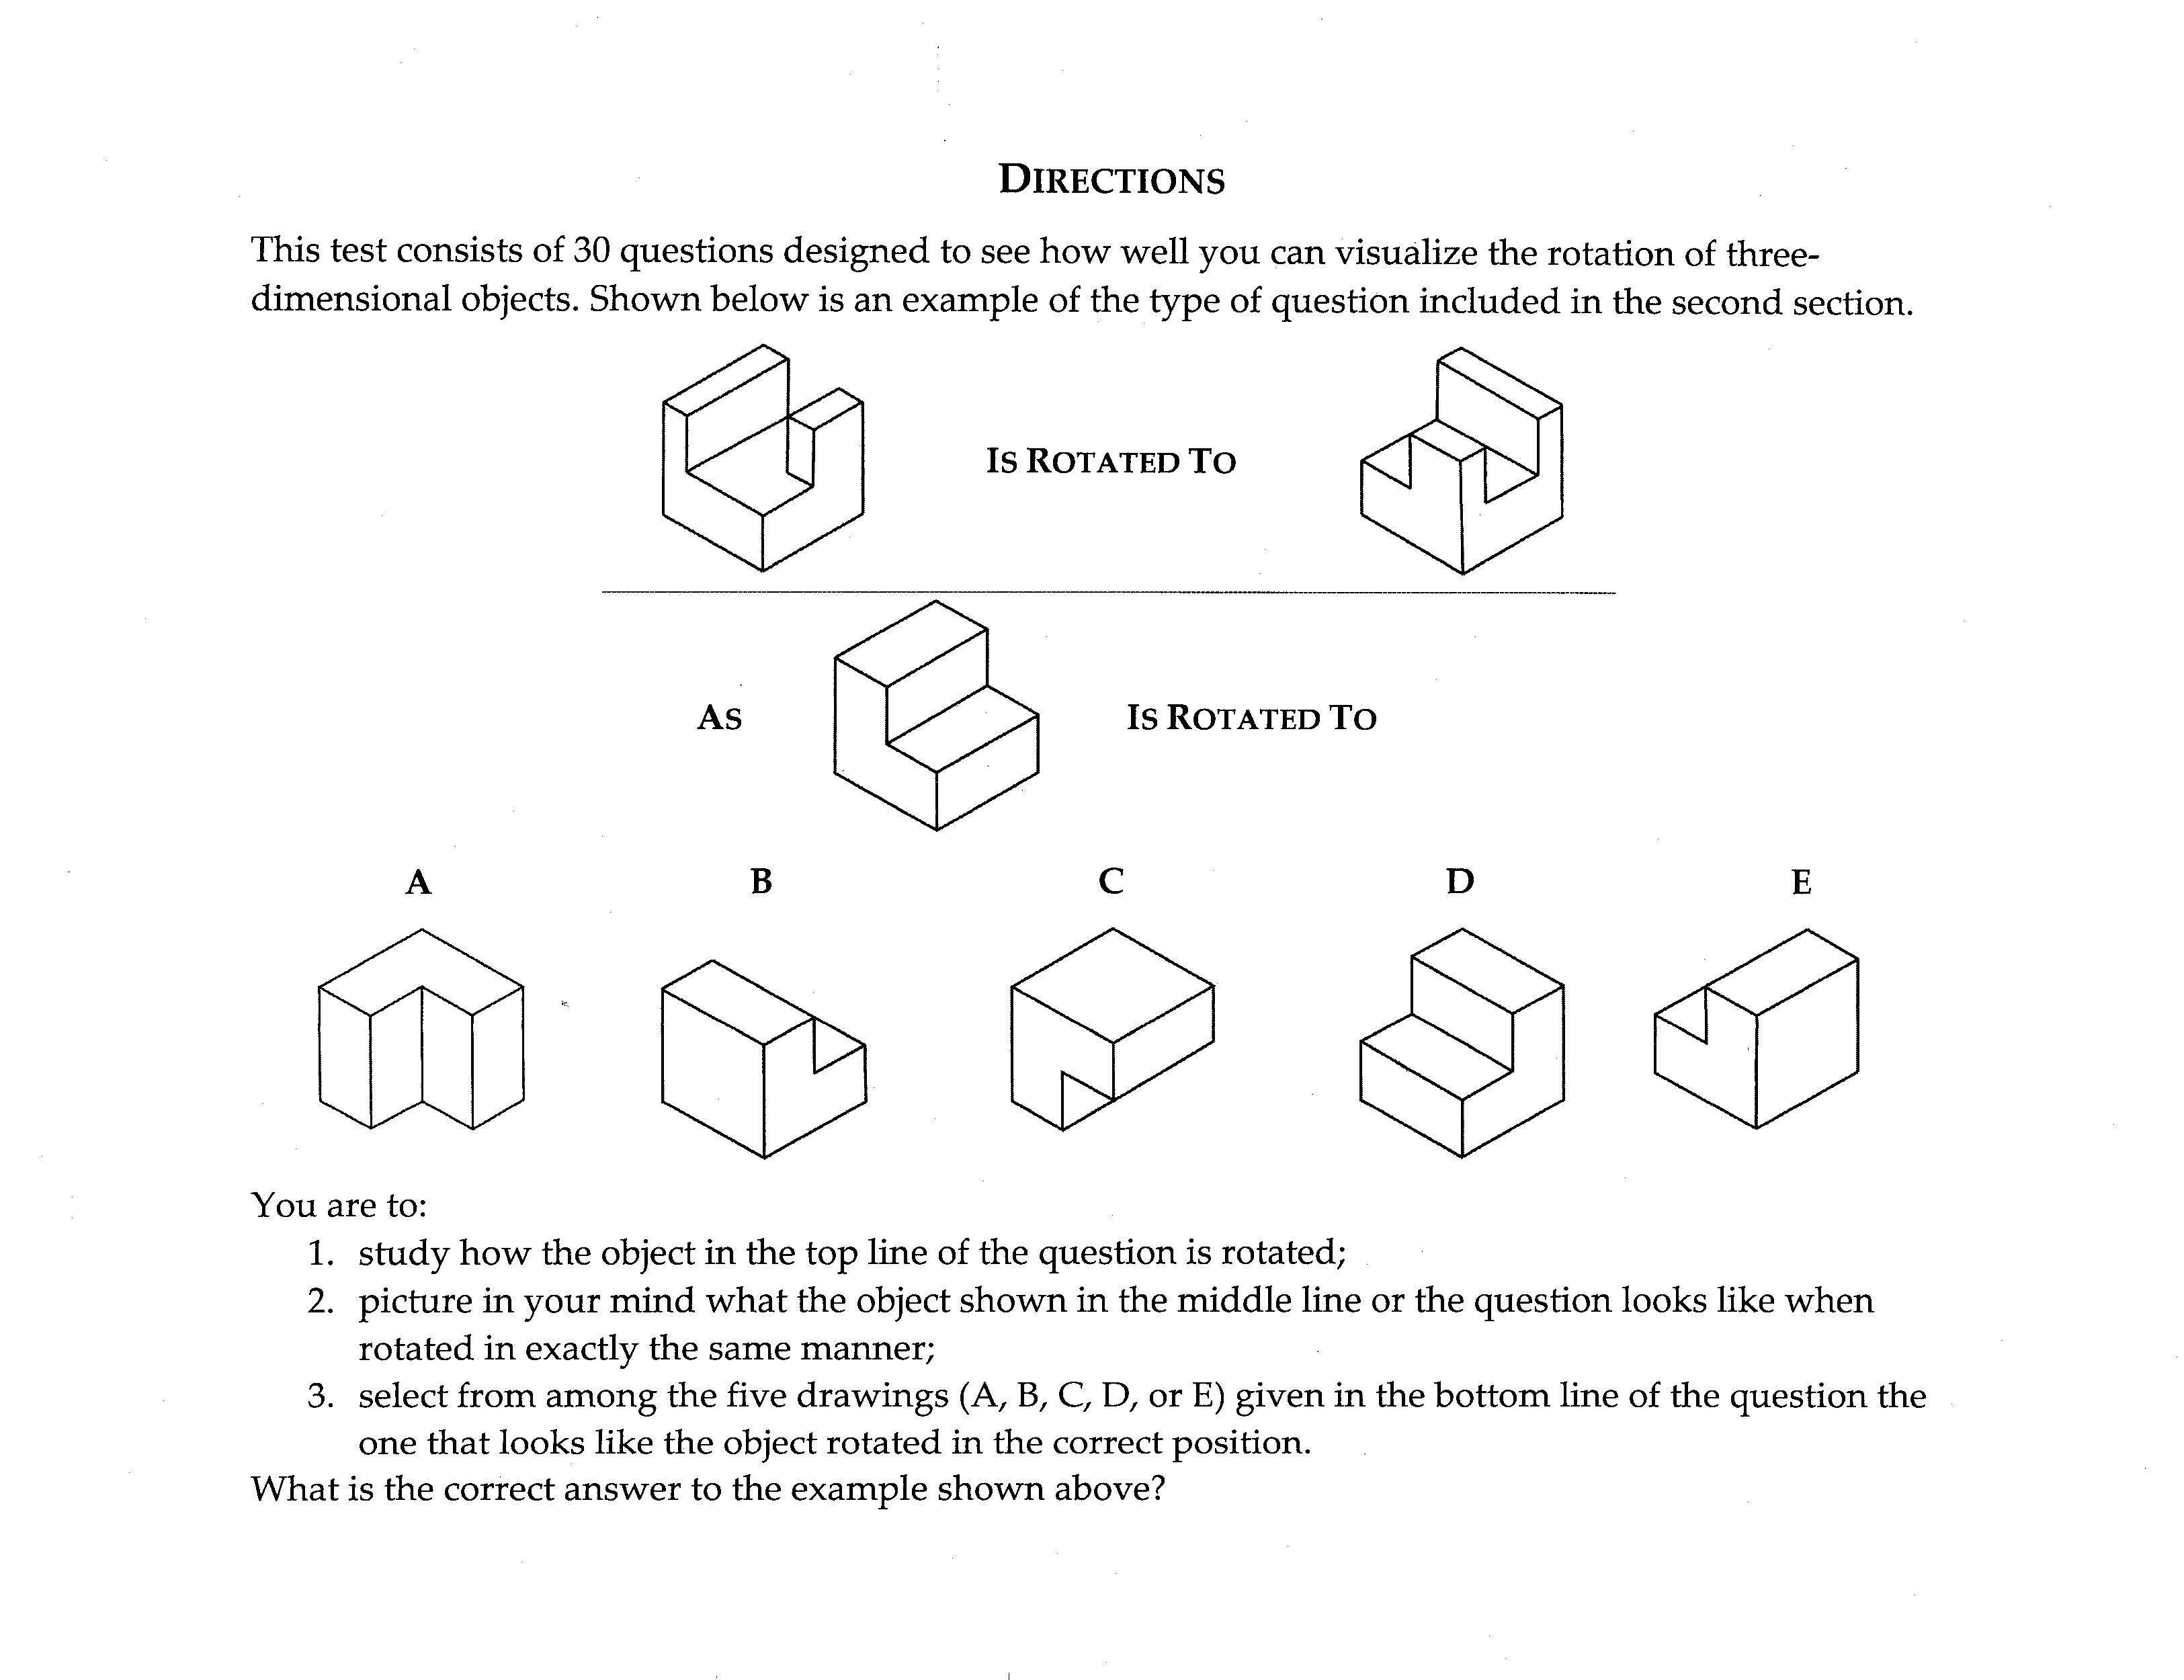 DIRECTIONS
This test consists of 30 questions designed to see how well you can visualize the rotation of three-
dimensional objects. Shown below is an example of the type of question included in the second section.
IS ROTATED TO
AS
IS ROTATED TO
A B C D E
You are to:
1. study how the object in the top line of the question is rotated;
2. picture in your mind what the object shown in the middle line or the question looks like when
rotated in exactly the same manner;
3. select from among the five drawings (A, B, C, D, or E) given in the bottom line of the question the
one that looks like the object rotated in the correct position.
What is the correct answer to the example shown above?